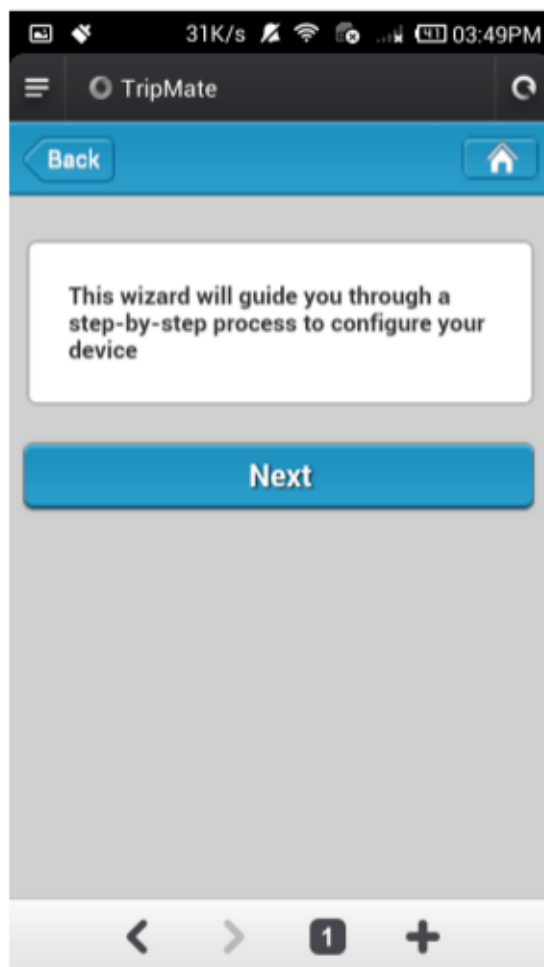 31K/s 41 03:49PM
TripMate
Back
This wizard will guide you through a
step-by-step process to configure your
device
Next
1